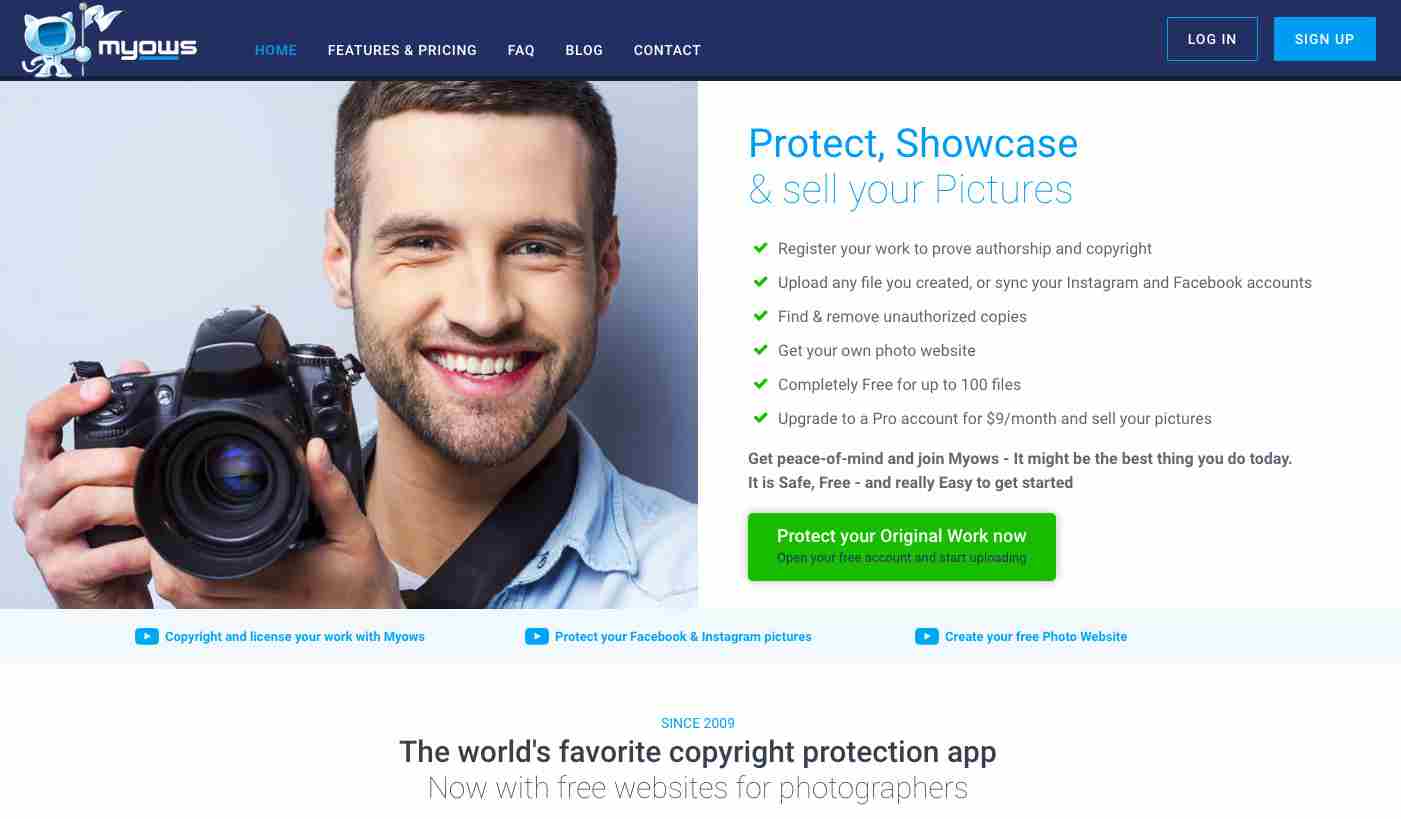 myows
HOME
FEATURES & PRICING
FAQ
BLOG
CONTACT
LOG IN
SIGN UP
Protect, Showcase
& sell your Pictures
Register your work to prove authorship and copyright
Upload any file you created, or sync your Instagram and Facebook accounts
Find & remove unauthorized copies
Get your own photo website
Completely Free for up to 100 files
Upgrade to a Pro account for $9/month and sell your pictures
Get peace-of-mind and join Myows - It might be the best thing you do today.
It is Safe, Free - and really Easy to get started
Protect your Original Work now
Open your free account and start uploading
Copyright and license your work with Myows
Protect your Facebook & Instagram pictures
Create your free Photo Website
SINCE 2009
The world's favorite copyright protection app
Now with free websites for photographers